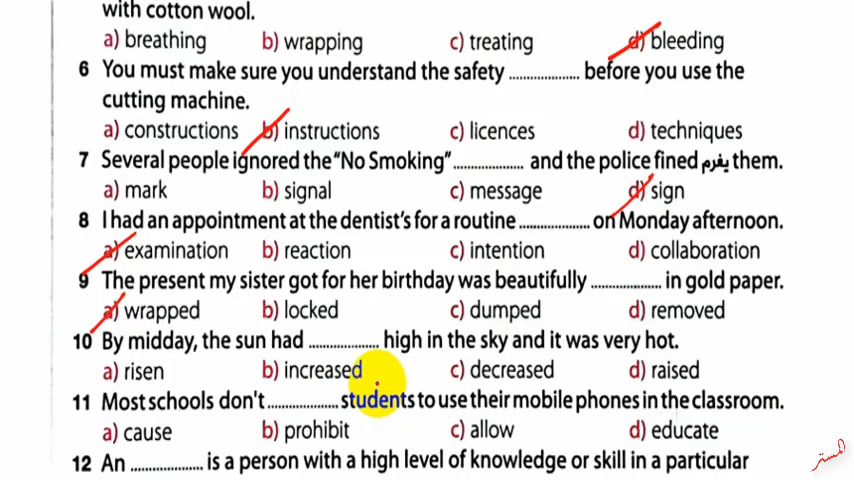 with cotton wool.
a) breathing b) wrapping c) treating d) bleeding
6 You must make sure you understand the safety .................... before you use the
cutting machine.
a) constructions b) instructions c) licences d) techniques
7 Several people ignored the "No Smoking" .................... and the police fined يغرم them.
a) mark b) signal c) message d) sign
8 I had an appointment at the dentist's for a routine .................... on Monday afternoon.
a) examination b) reaction c) intention d) collaboration
9 The present my sister got for her birthday was beautifully .................... in gold paper.
a) wrapped b) locked c) dumped d) removed
10 By midday, the sun had .................... high in the sky and it was very hot.
a) risen b) increased c) decreased d) raised
11 Most schools don't .................... students to use their mobile phones in the classroom.
a) cause b) prohibit c) allow d) educate
12 An .................... is a person with a high level of knowledge or skill in a particular